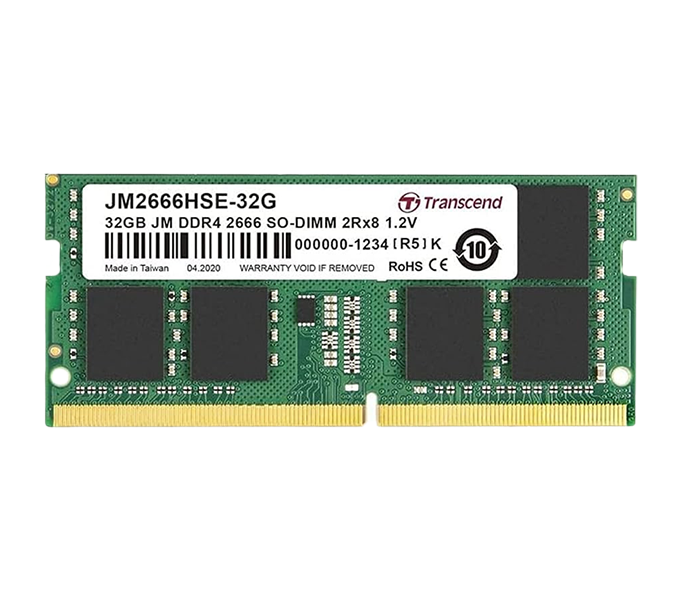 JM2666HSE-32G
Transcend
32GB JM DDR4 2666 SO-DIMM 2Rx8 1.2V
000000-1234 [R5] K
Made in Taiwan 04.2020 WARRANTY VOID IF REMOVED RoHS CE
10